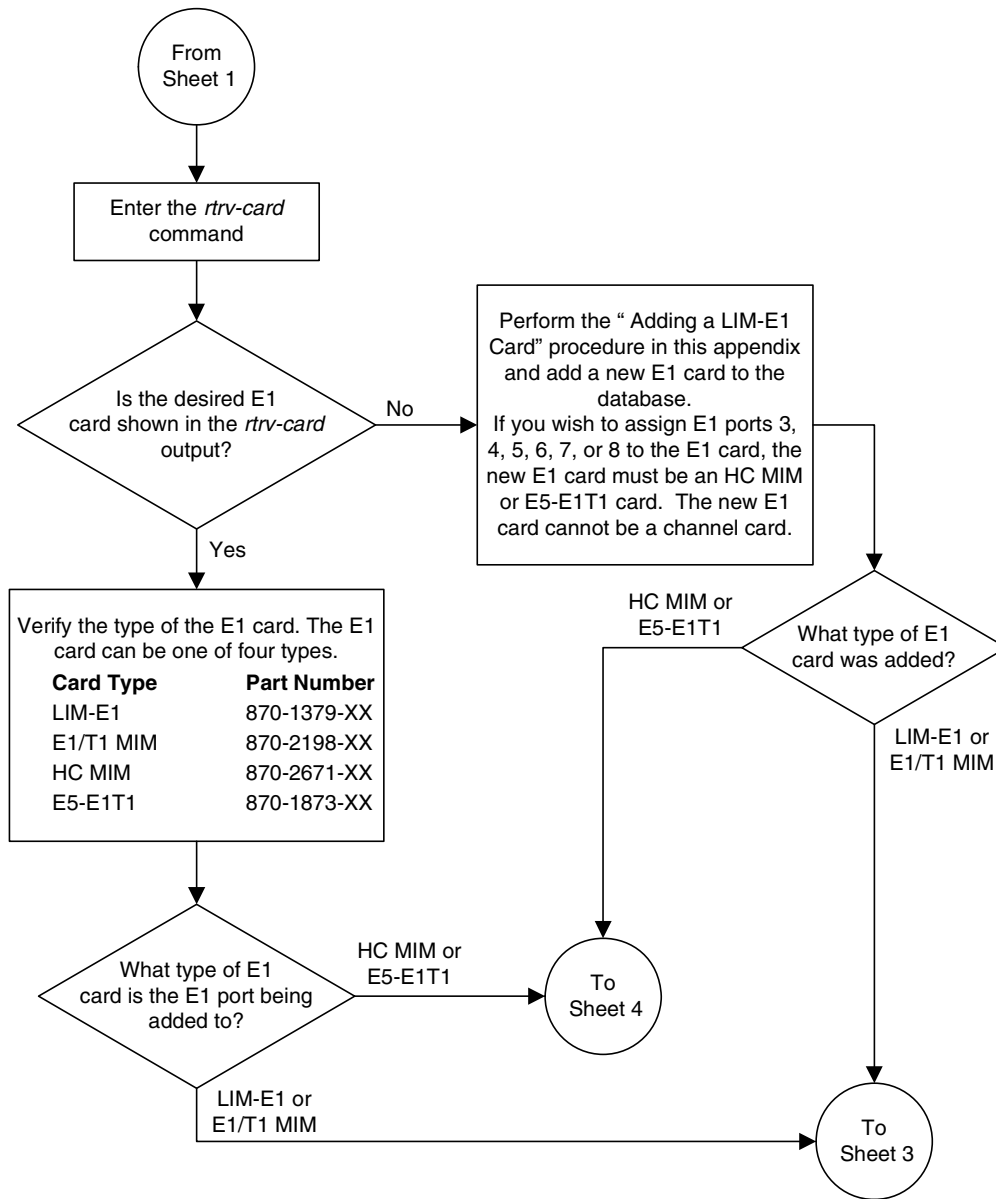 From
Sheet 1
Enter the rtrv-card
command
Is the desired E1
card shown in the rtrv-card
output?
No
Yes
Perform the “ Adding a LIM-E1
Card” procedure in this appendix
and add a new E1 card to the
database.
If you wish to assign E1 ports 3,
4, 5, 6, 7, or 8 to the E1 card, the
new E1 card must be an HC MIM
or E5-E1T1 card. The new E1
card cannot be a channel card.
Verify the type of the E1 card. The E1
card can be one of four types.
Card Type Part Number
LIM-E1 870-1379-XX
E1/T1 MIM 870-2198-XX
HC MIM 870-2671-XX
E5-E1T1 870-1873-XX
HC MIM or
E5-E1T1
What type of E1
card was added?
LIM-E1 or
E1/T1 MIM
What type of E1
card is the E1 port being
added to?
HC MIM or
E5-E1T1
To
Sheet 4
LIM-E1 or
E1/T1 MIM
To
Sheet 3